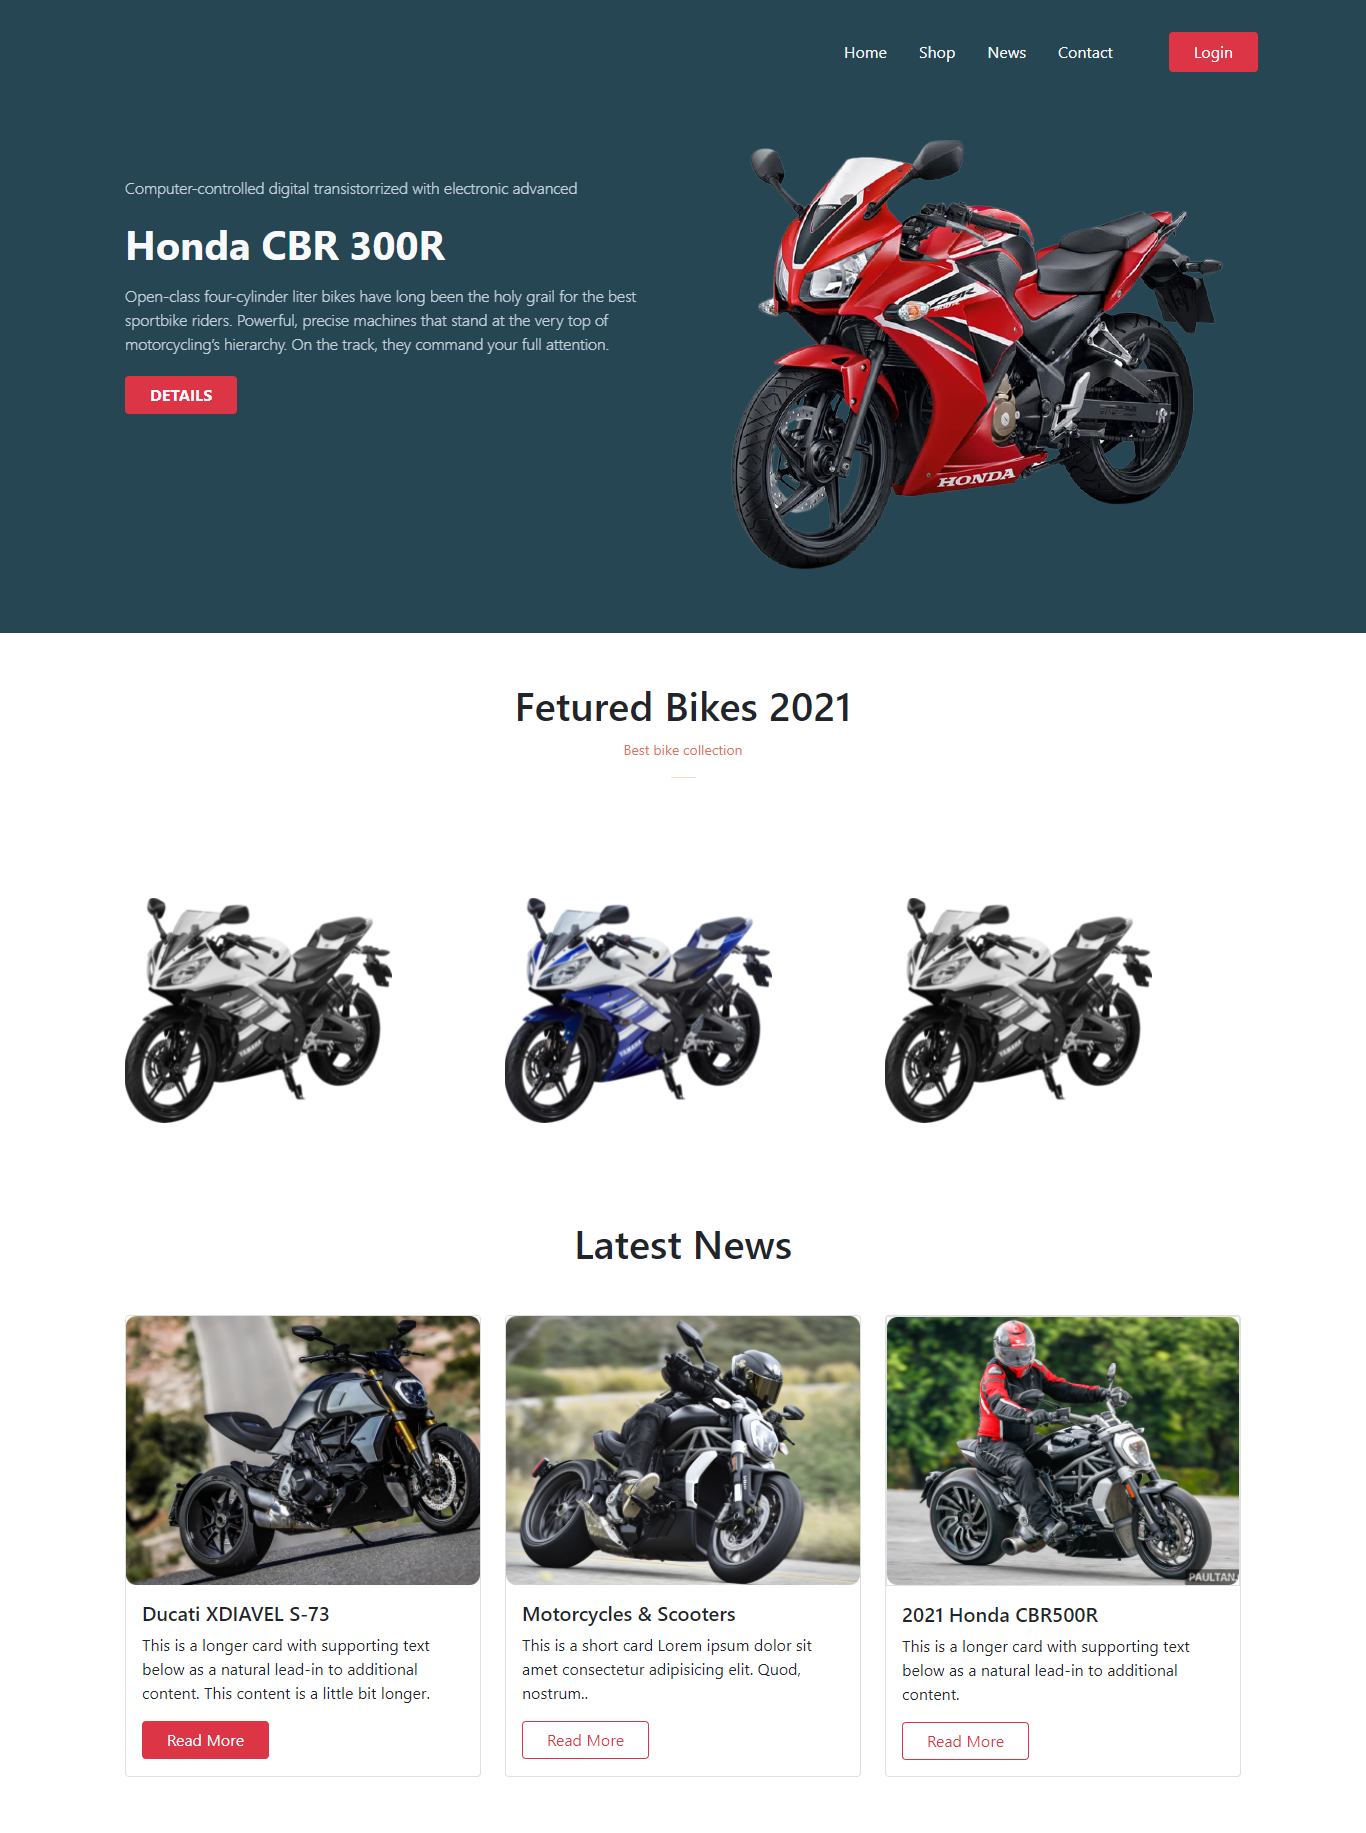 Home Shop News Contact Login
Computer-controlled digital transistorrized with electronic advanced
Honda CBR 300R
Open-class four-cylinder liter bikes have long been the holy grail for the best
sportbike riders. Powerful, precise machines that stand at the very top of
motorcycling's hierarchy. On the track, they command your full attention.
DETAILS
HONDA
CBR
HONDA
Fetured Bikes 2021
Best bike collection
YAMAHA
YAMAHA
YAMAHA
Latest News
PAULTAN
Ducati XDIAVEL S-73
This is a longer card with supporting text
below as a natural lead-in to additional
content. This content is a little bit longer.
Read More
Motorcycles & Scooters
This is a short card Lorem ipsum dolor sit
amet consectetur adipisicing elit. Quod,
nostrum..
Read More
2021 Honda CBR500R
This is a longer card with supporting text
below as a natural lead-in to additional
content.
Read More